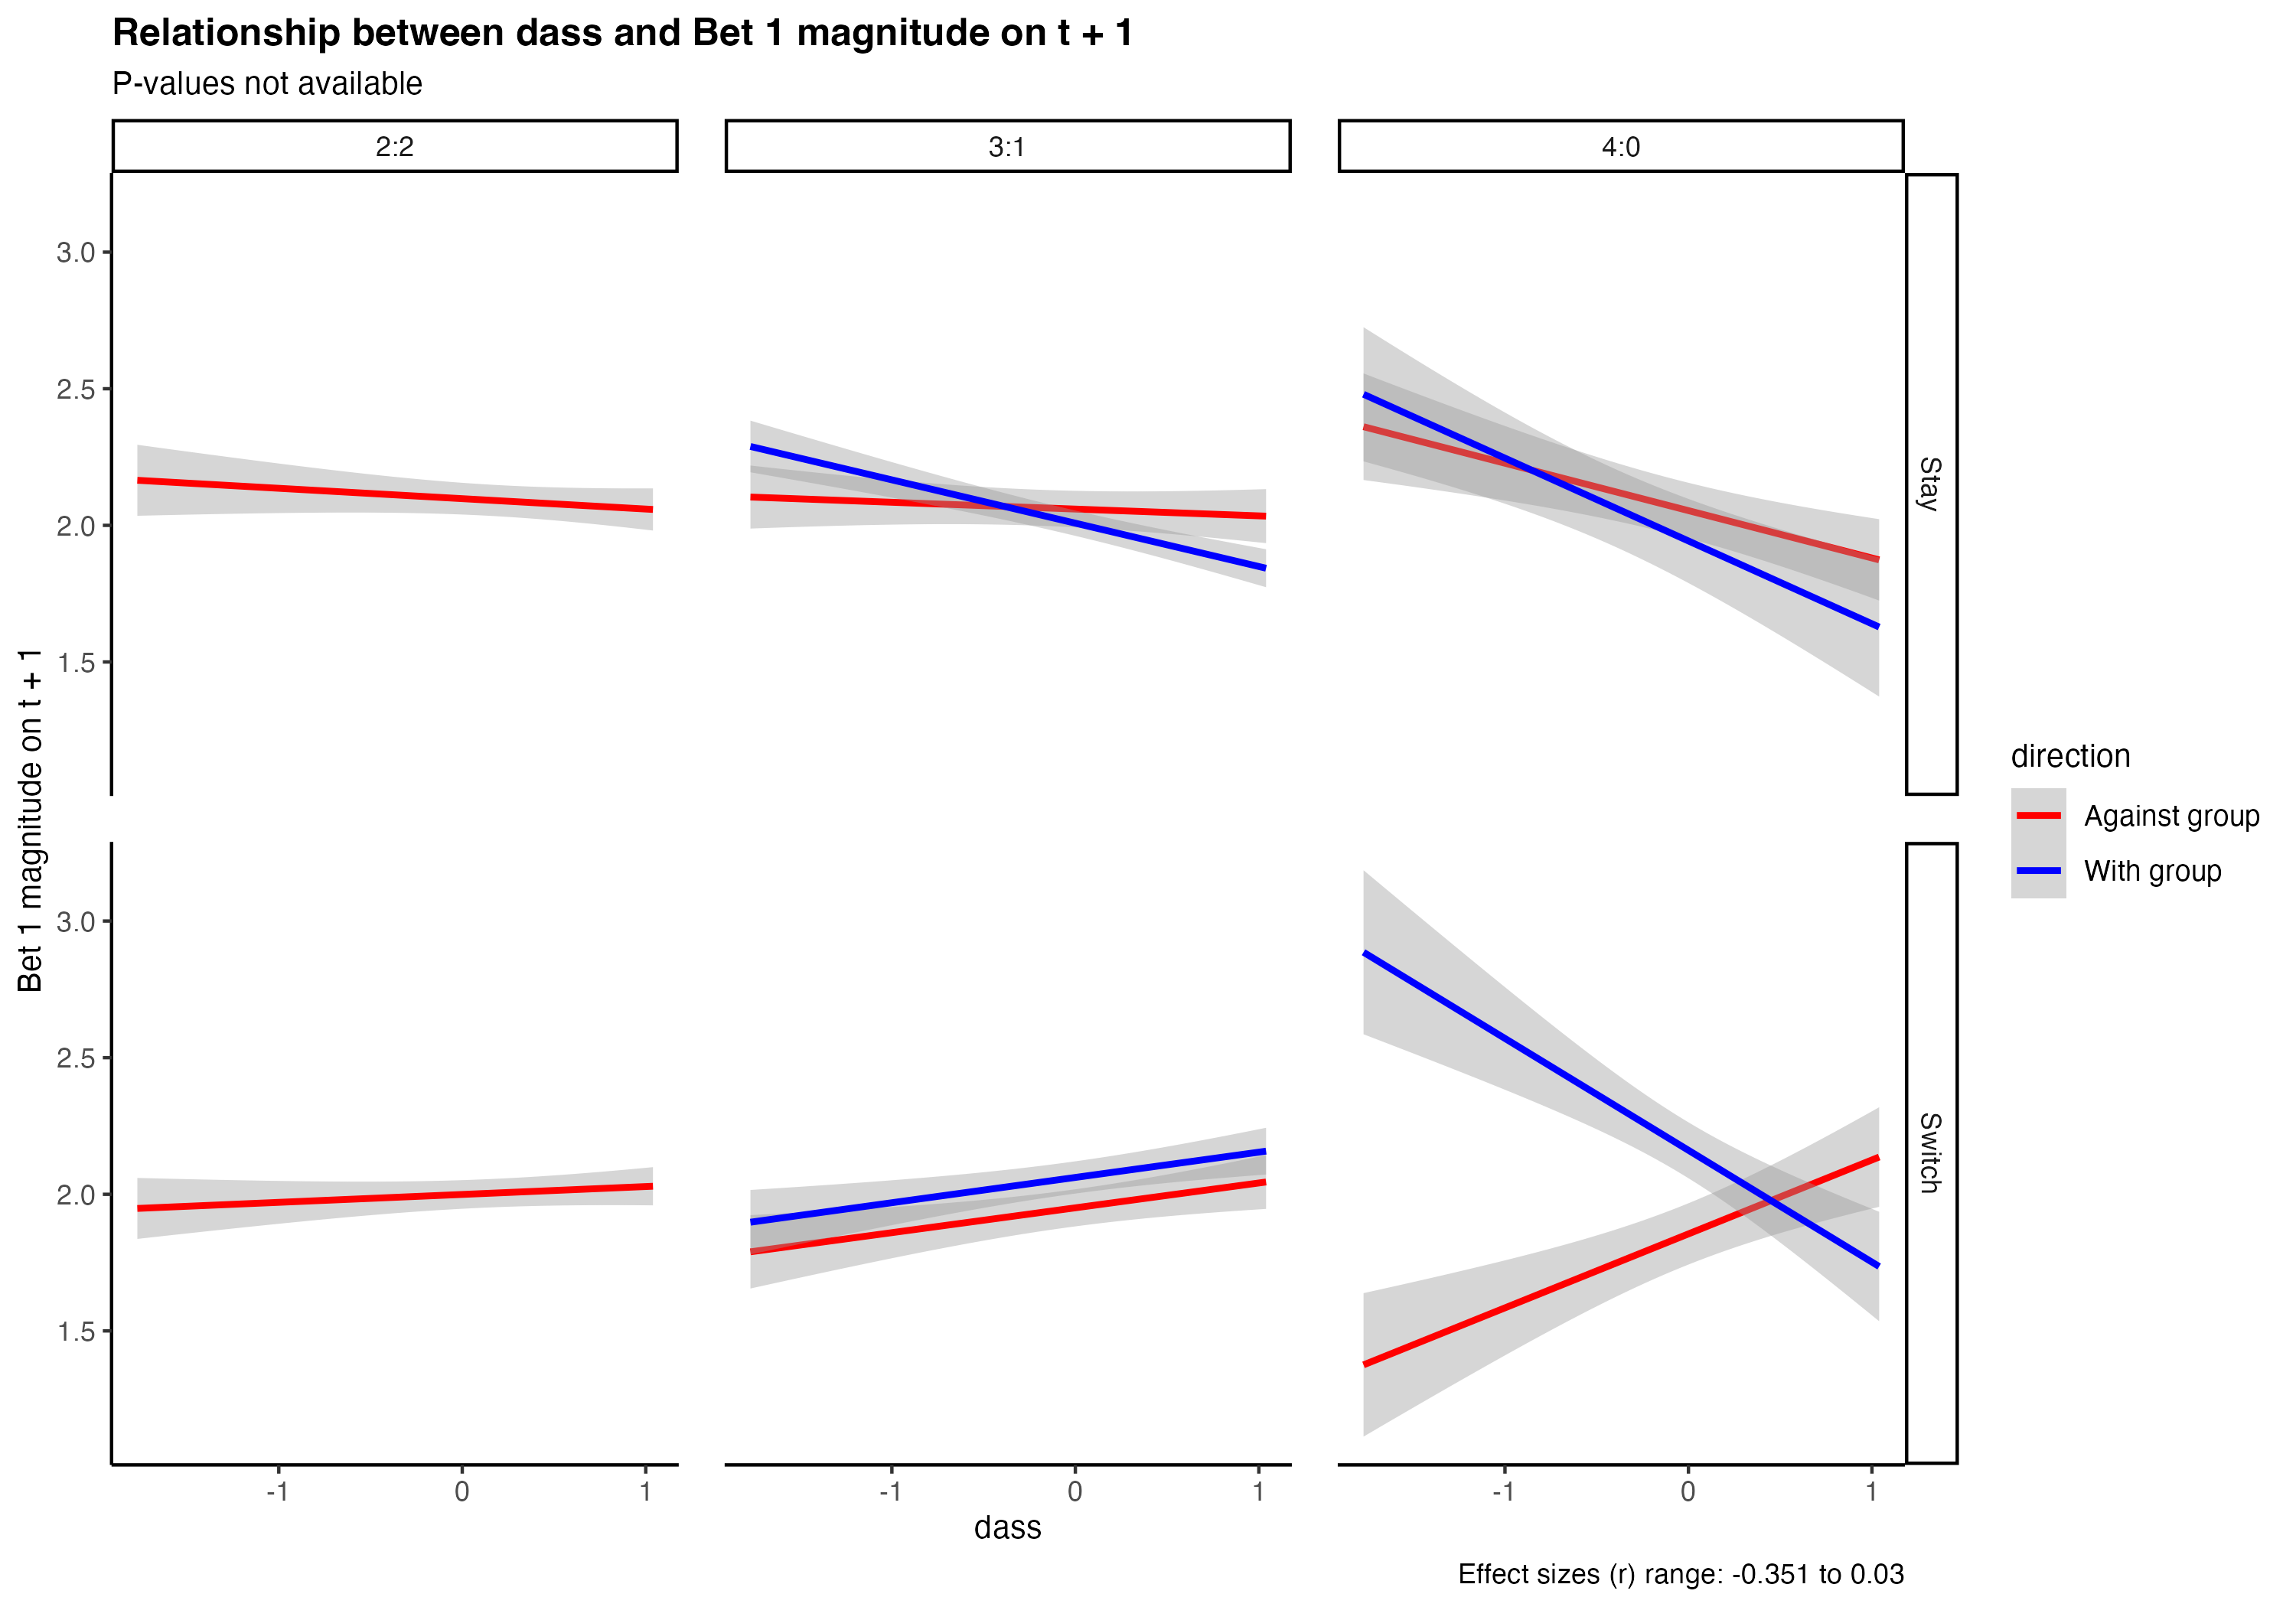 Relationship between dass and Bet 1 magnitude on t + 1
P-values not available
2:2
3:1
4:0
3.0
2.5
2.0
1.5
Stay
3.0
2.5
2.0
1.5
Switch
Bet 1 magnitude on t + 1
-1
0
1
-1
0
1
-1
0
1
dass
direction
Against group
With group
Effect sizes (r) range: -0.351 to 0.03